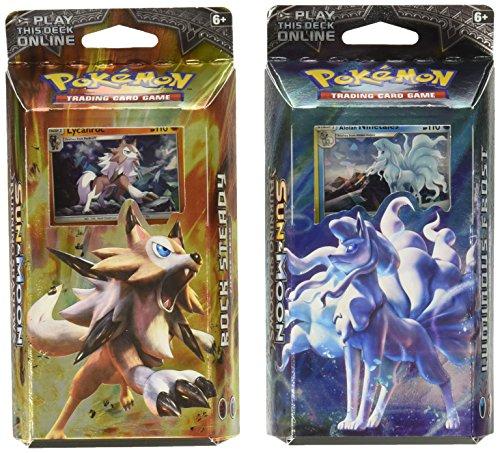 PLAY
THIS DECK
ONLINE
6+
POKéMON
TRADING CARD GAME
Lycanroc
110
SUN & MOON
ROCK STEADY
PLAY
THIS DECK
ONLINE
6+
POKéMON
TRADING CARD GAME
Alolan Ninetales
110
SUN & MOON
LUMINOUS FROST